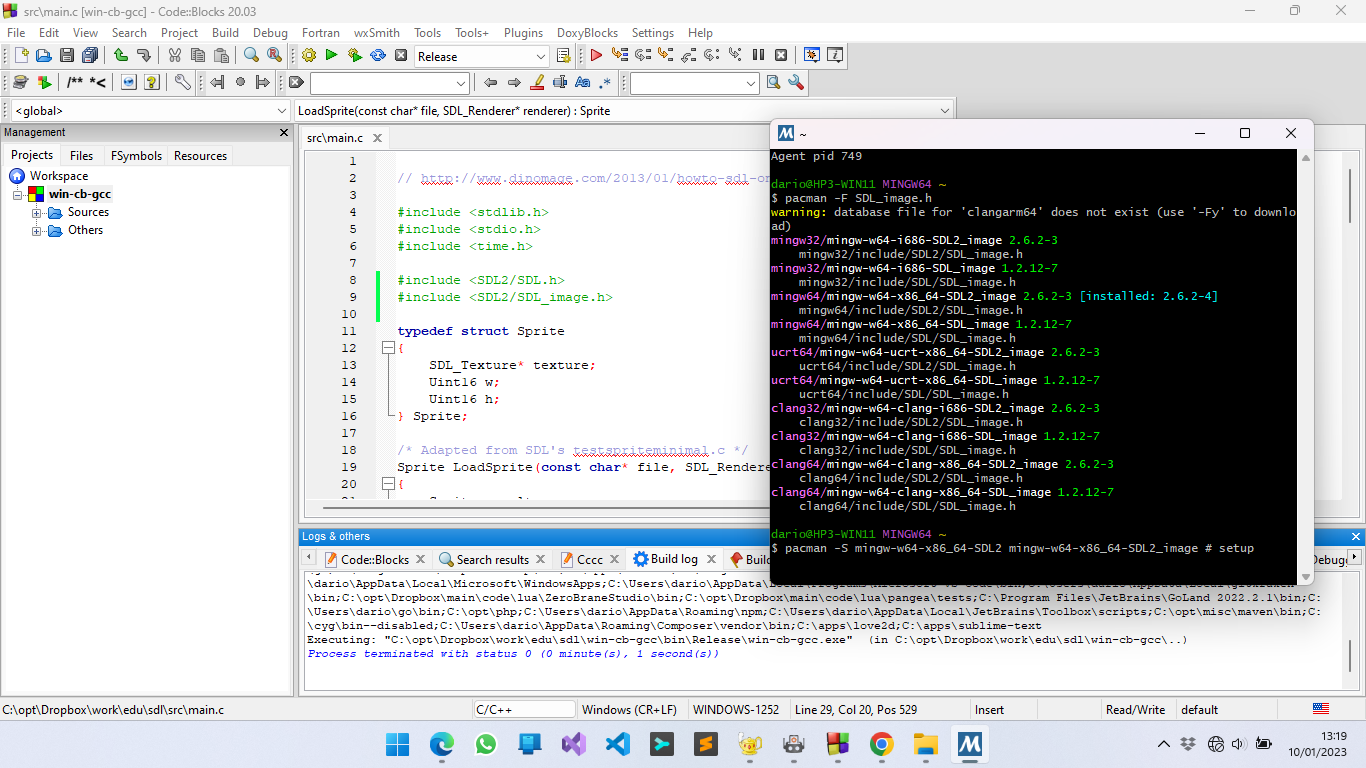 src\main.c [win-cb-gcc] - Code::Blocks 20.03
File Edit View Search Project Build Debug Fortran wxSmith Tools Tools+ Plugins DoxyBlocks Settings Help
Release
/** *<
Aa .*
<global>
LoadSprite(const char* file, SDL_Renderer* renderer) : Sprite
Management
Projects Files FSymbols Resources
Workspace
win-cb-gcc
Sources
Others
src\main.c
1
2 // http://www.dinomage.com/2013/01/howto-sdl-on
3
4 #include <stdlib.h>
5 #include <stdio.h>
6 #include <time.h>
7
8 #include <SDL2/SDL.h>
9 #include <SDL2/SDL_image.h>
10
11 typedef struct Sprite
12 {
13 SDL_Texture* texture;
14 Uint16 w;
15 Uint16 h;
16 } Sprite;
17
18 /* Adapted from SDL's testspriteminimal.c */
19 Sprite LoadSprite(const char* file, SDL_Rendere
20 {
~
Agent pid 749
dario@HP3-WIN11 MINGW64 ~
$ pacman -F SDL_image.h
warning: database file for 'clangarm64' does not exist (use '-Fy' to downlo
ad)
mingw32/mingw-w64-i686-SDL2_image 2.6.2-3
mingw32/include/SDL2/SDL_image.h
mingw32/mingw-w64-i686-SDL_image 1.2.12-7
mingw32/include/SDL/SDL_image.h
mingw64/mingw-w64-x86_64-SDL2_image 2.6.2-3 [installed: 2.6.2-4]
mingw64/include/SDL2/SDL_image.h
mingw64/mingw-w64-x86_64-SDL_image 1.2.12-7
mingw64/include/SDL/SDL_image.h
ucrt64/mingw-w64-ucrt-x86_64-SDL2_image 2.6.2-3
ucrt64/include/SDL2/SDL_image.h
ucrt64/mingw-w64-ucrt-x86_64-SDL_image 1.2.12-7
ucrt64/include/SDL/SDL_image.h
clang32/mingw-w64-clang-i686-SDL2_image 2.6.2-3
clang32/include/SDL2/SDL_image.h
clang32/mingw-w64-clang-i686-SDL_image 1.2.12-7
clang32/include/SDL/SDL_image.h
clang64/mingw-w64-clang-x86_64-SDL2_image 2.6.2-3
clang64/include/SDL2/SDL_image.h
clang64/mingw-w64-clang-x86_64-SDL_image 1.2.12-7
clang64/include/SDL/SDL_image.h
dario@HP3-WIN11 MINGW64 ~
$ pacman -S mingw-w64-x86_64-SDL2 mingw-w64-x86_64-SDL2_image # setup
Logs & others
Code::Blocks Search results Cccc Build log Debugg
\dario\AppData\Local\Microsoft\WindowsApps;C:\Users\dario\AppData\Local\Programs
\bin;C:\opt\Dropbox\main\code\lua\ZeroBraneStudio\bin;C:\opt\Dropbox\main\code\lua\pangea\tests;C:\Program Files\JetBrains\GoLand 2022.2.1\bin;C:
\Users\dario\go\bin;C:\opt\php;C:\Users\dario\AppData\Roaming\npm;C:\Users\dario\AppData\Local\JetBrains\Toolbox\scripts;C:\opt\misc\maven\bin;C:
\cyg\bin--disabled;C:\Users\dario\AppData\Roaming\Composer\vendor\bin;C:\apps\love2d;C:\apps\sublime-text
Executing: "C:\opt\Dropbox\work\edu\sdl\win-cb-gcc\bin\Release\win-cb-gcc.exe" (in C:\opt\Dropbox\work\edu\sdl\win-cb-gcc\..)
Process terminated with status 0 (0 minute(s), 1 second(s))
C:\opt\Dropbox\work\edu\sdl\src\main.c C/C++ Windows (CR+LF) WINDOWS-1252 Line 29, Col 20, Pos 529 Insert Read/Write default
13:19
10/01/2023